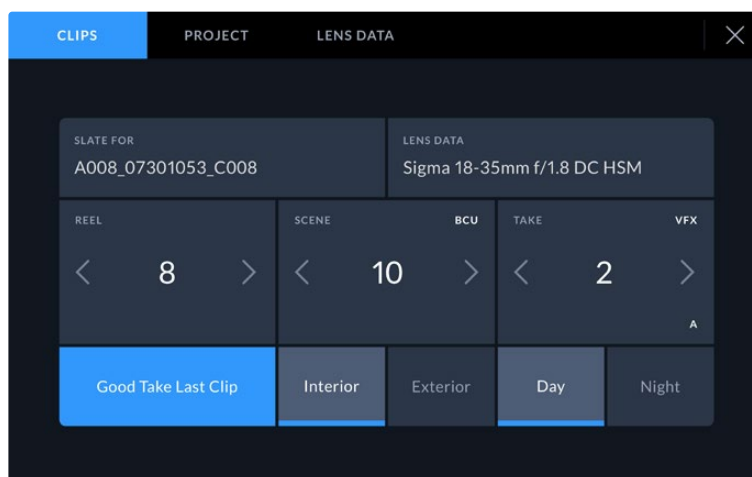 CLIPS PROJECT LENS DATA
SLATE FOR LENS DATA
A008_07301053_C008 Sigma 18-35mm f/1.8 DC HSM
REEL SCENE BCU TAKE VFX
8 10 2
A
Good Take Last Clip Interior Exterior Day Night